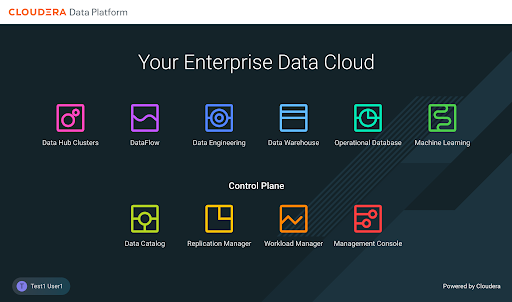 CLOUDERA Data Platform
Your Enterprise Data Cloud
Data Hub Clusters
DataFlow
Data Engineering
Data Warehouse
Operational Database
Machine Learning
Control Plane
Data Catalog
Replication Manager
Workload Manager
Management Console
T Test1 User1
Powered by Cloudera